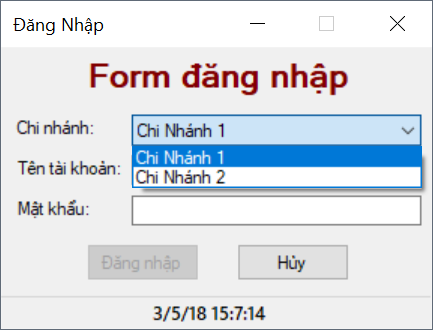 Đăng Nhập
Form đăng nhập
Chi nhánh:
Chi Nhánh 1
Chi Nhánh 1
Chi Nhánh 2
Tên tài khoản:
Mật khẩu:
Đăng nhập
Hủy
3/5/18 15:7:14